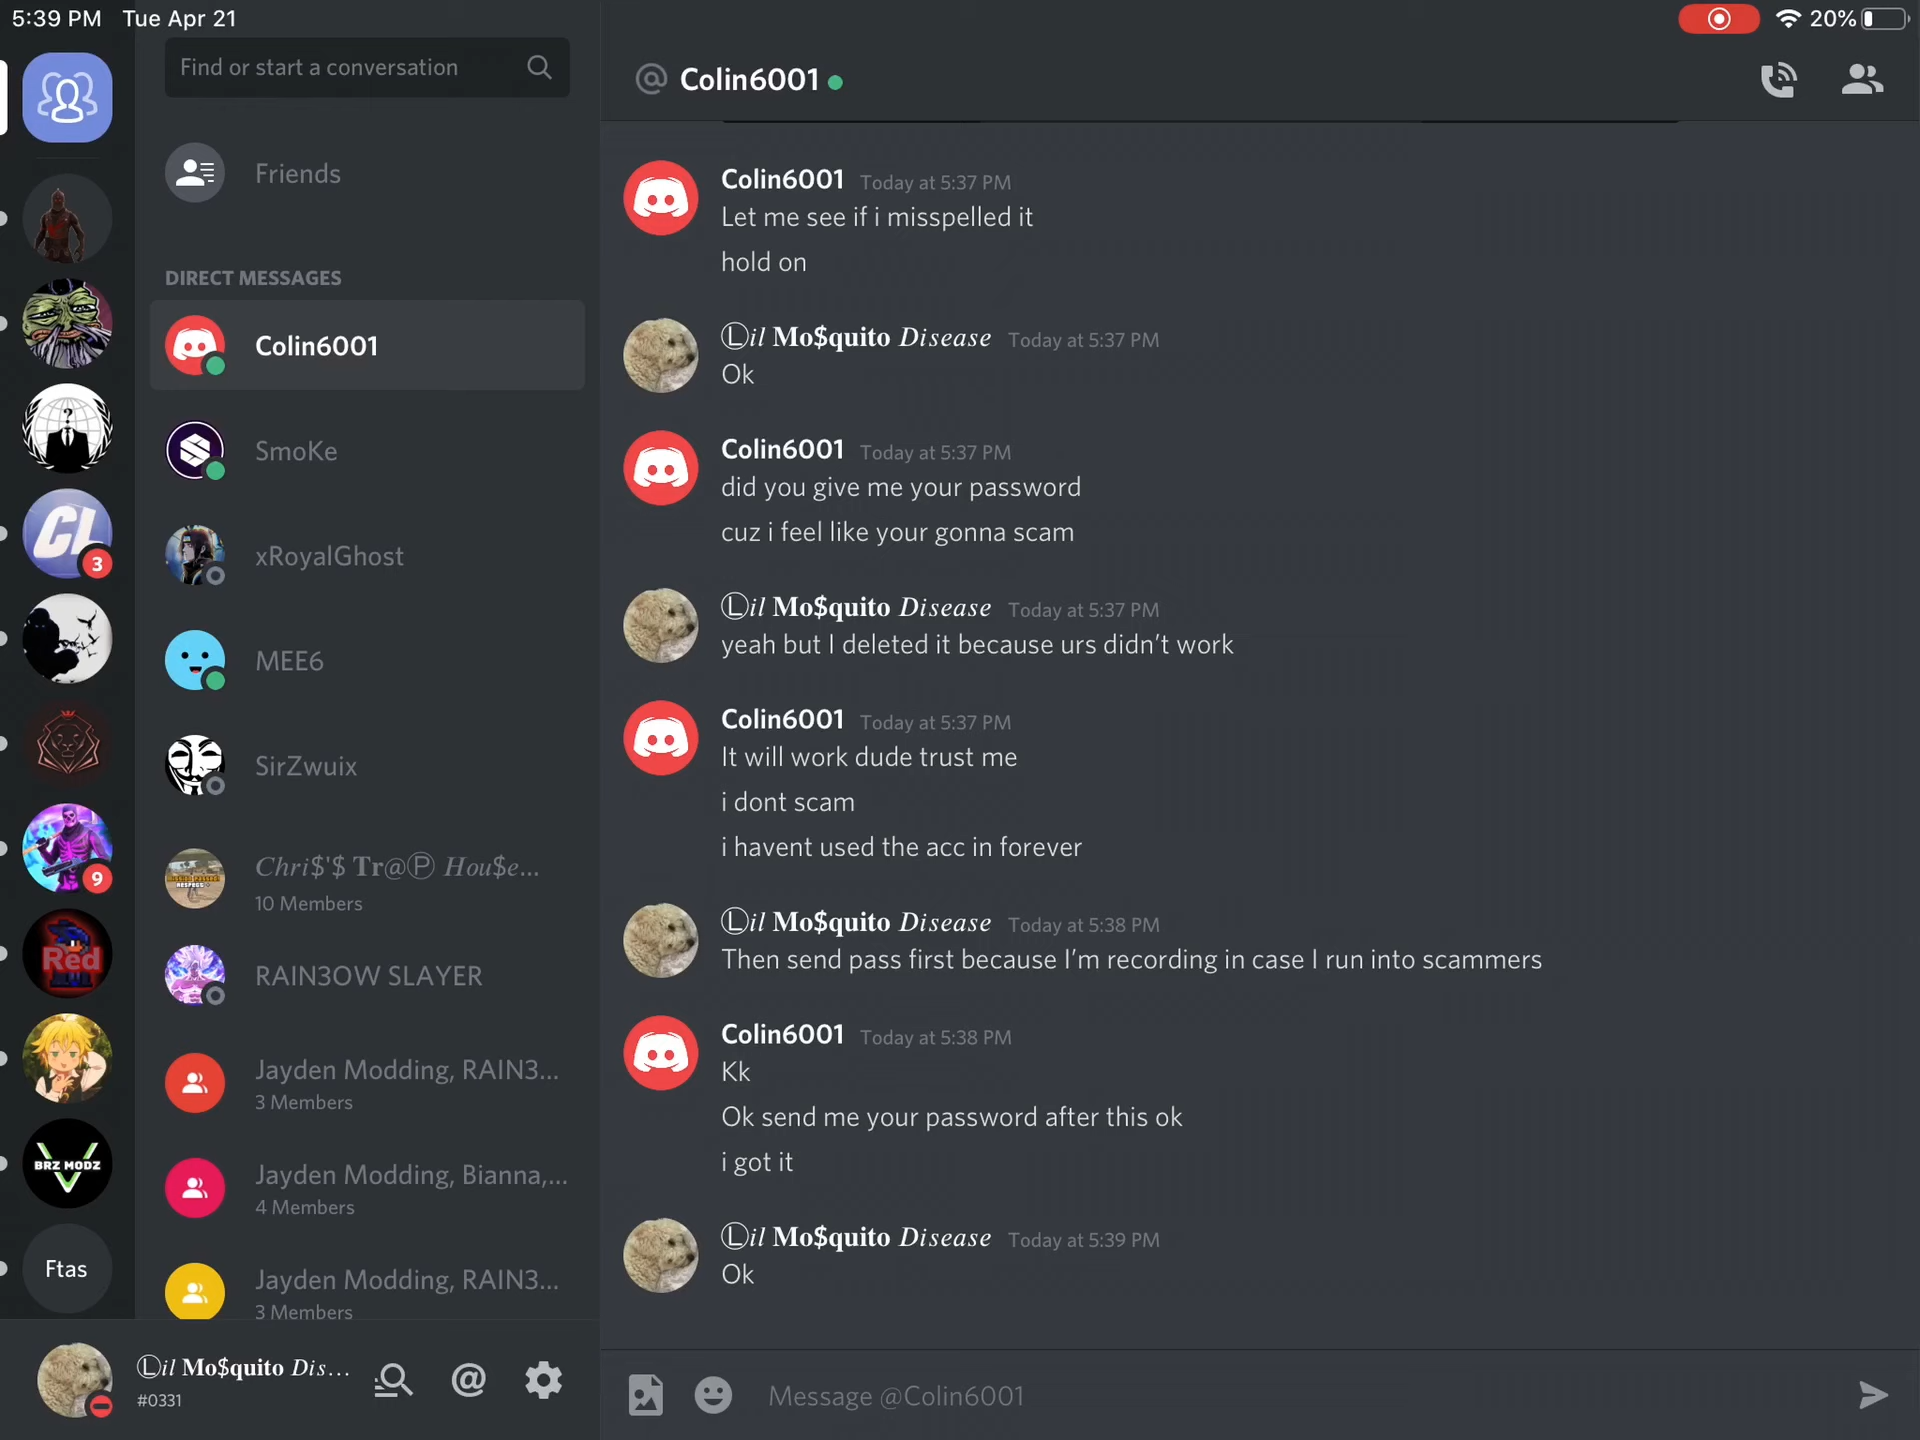 5:39 PM Tue Apr 21
20%
Find or start a conversation
Friends
DIRECT MESSAGES
Colin6001
SmoKe
xRoyalGhost
MEE6
SirZwuix
Chri$'$ Tr@Ⓟ Hou$e...
10 Members
RAIN3OW SLAYER
Jayden Modding, RAIN3...
3 Members
Jayden Modding, Bianna,...
4 Members
Jayden Modding, RAIN3...
3 Members
CL
3
9
Red
BRZ MODZ
Ftas
Ⓛil Mo$quito Dis...
#0331
@ Colin6001
Colin6001 Today at 5:37 PM
Let me see if i misspelled it
hold on
Ⓛil Mo$quito Disease Today at 5:37 PM
Ok
Colin6001 Today at 5:37 PM
did you give me your password
cuz i feel like your gonna scam
Ⓛil Mo$quito Disease Today at 5:37 PM
yeah but I deleted it because urs didn’t work
Colin6001 Today at 5:37 PM
It will work dude trust me
i dont scam
i havent used the acc in forever
Ⓛil Mo$quito Disease Today at 5:38 PM
Then send pass first because I’m recording in case I run into scammers
Colin6001 Today at 5:38 PM
Kk
Ok send me your password after this ok
i got it
Ⓛil Mo$quito Disease Today at 5:39 PM
Ok
Message @Colin6001